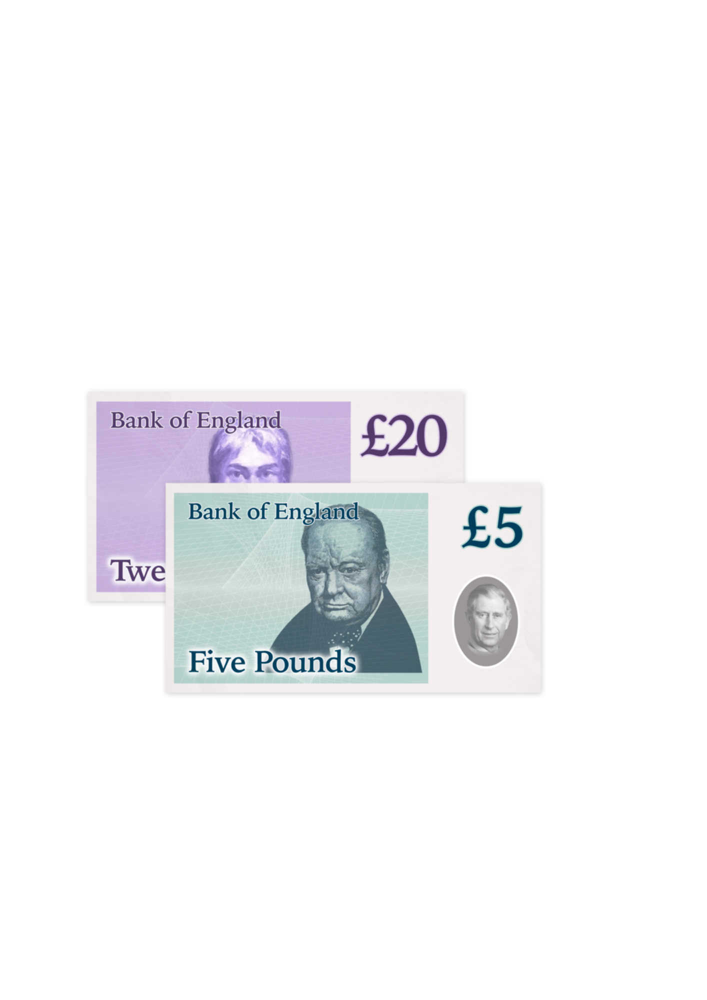 Bank of England
£20
Twe
Bank of England
£5
Five Pounds